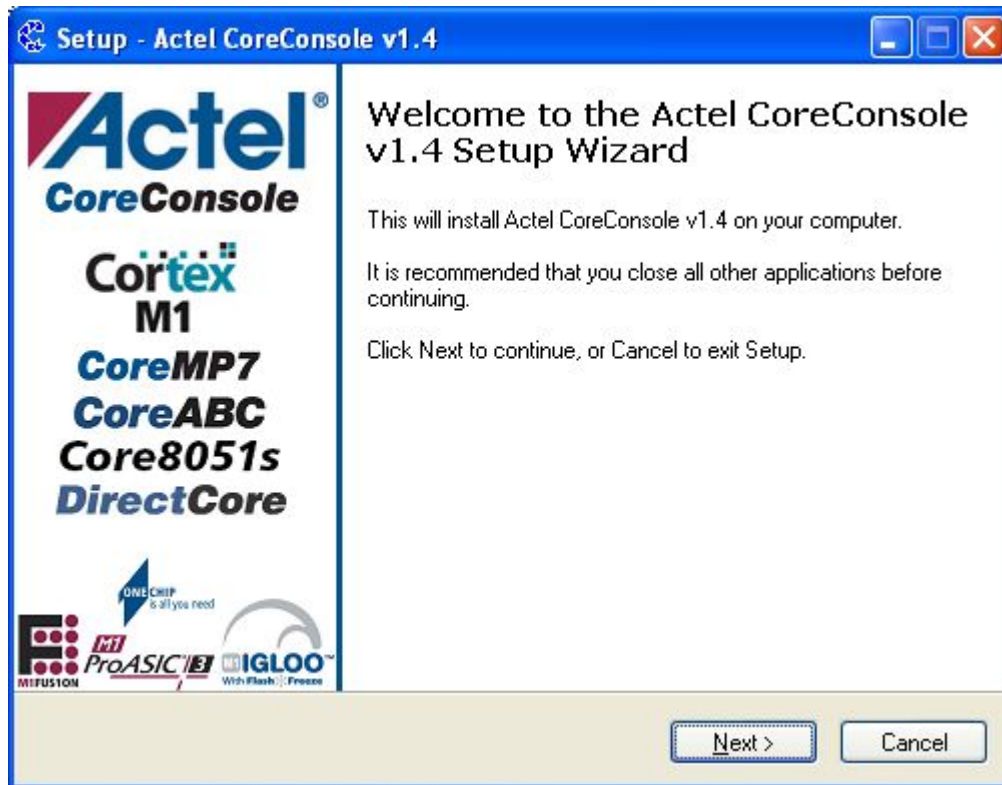 Setup - Actel CoreConsole v1.4
Actel®
CoreConsole
Cortex
M1
CoreMP7
CoreABC
Core8051s
DirectCore
ONE CHIP
is all you need
M1FUSION
M1
ProASIC3
M1 IGLOO™
With Flash Freeze
Welcome to the Actel CoreConsole
v1.4 Setup Wizard
This will install Actel CoreConsole v1.4 on your computer.
It is recommended that you close all other applications before
continuing.
Click Next to continue, or Cancel to exit Setup.
Next >
Cancel